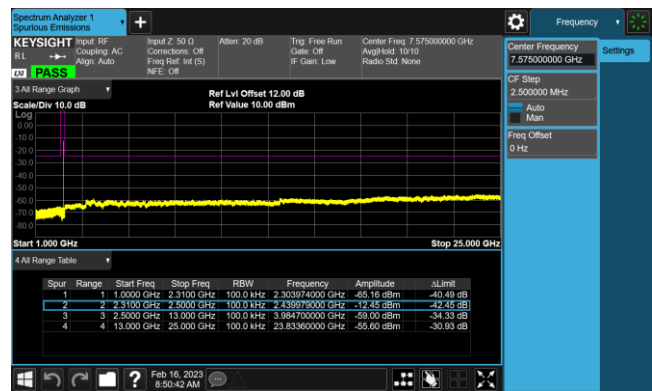 Spectrum Analyzer 1
Spurious Emissions
Frequency
KEYSIGHT
RL
Input: RF
Coupling: AC
Align: Auto
Input Z: 50 Ω
Corrections: Off
Freq Ref: Int (S)
NFE: Off
Atten: 20 dB
Trig: Free Run
Gate: Off
IF Gain: Low
Center Freq: 7.575000000 GHz
Avg|Hold: 10/10
Radio Std: None
LXI PASS
Center Frequency
7.575000000 GHz
Settings
CF Step
2.500000 MHz
Auto
Man
Freq Offset
0 Hz
3 All Range Graph
Scale/Div 10.0 dB
Ref Lvl Offset 12.00 dB
Ref Value 10.00 dBm
Log
0.00
-10.0
-20.0
-30.0
-40.0
-50.0
-60.0
-70.0
-80.0
Start 1.000 GHz
Stop 25.000 GHz
4 All Range Table
Spur Range Start Freq Stop Freq RBW Frequency Amplitude ΔLimit
1 1 1.0000 GHz 2.3100 GHz 100.0 kHz 2.303974000 GHz -65.16 dBm -40.49 dB
2 2 2.3100 GHz 2.5000 GHz 100.0 kHz 2.439979000 GHz -12.45 dBm -42.45 dB
3 3 2.5000 GHz 13.000 GHz 100.0 kHz 3.984700000 GHz -59.00 dBm -34.33 dB
4 4 13.000 GHz 25.000 GHz 100.0 kHz 23.83360000 GHz -55.60 dBm -30.93 dB
?
Feb 16, 2023
8:50:42 AM